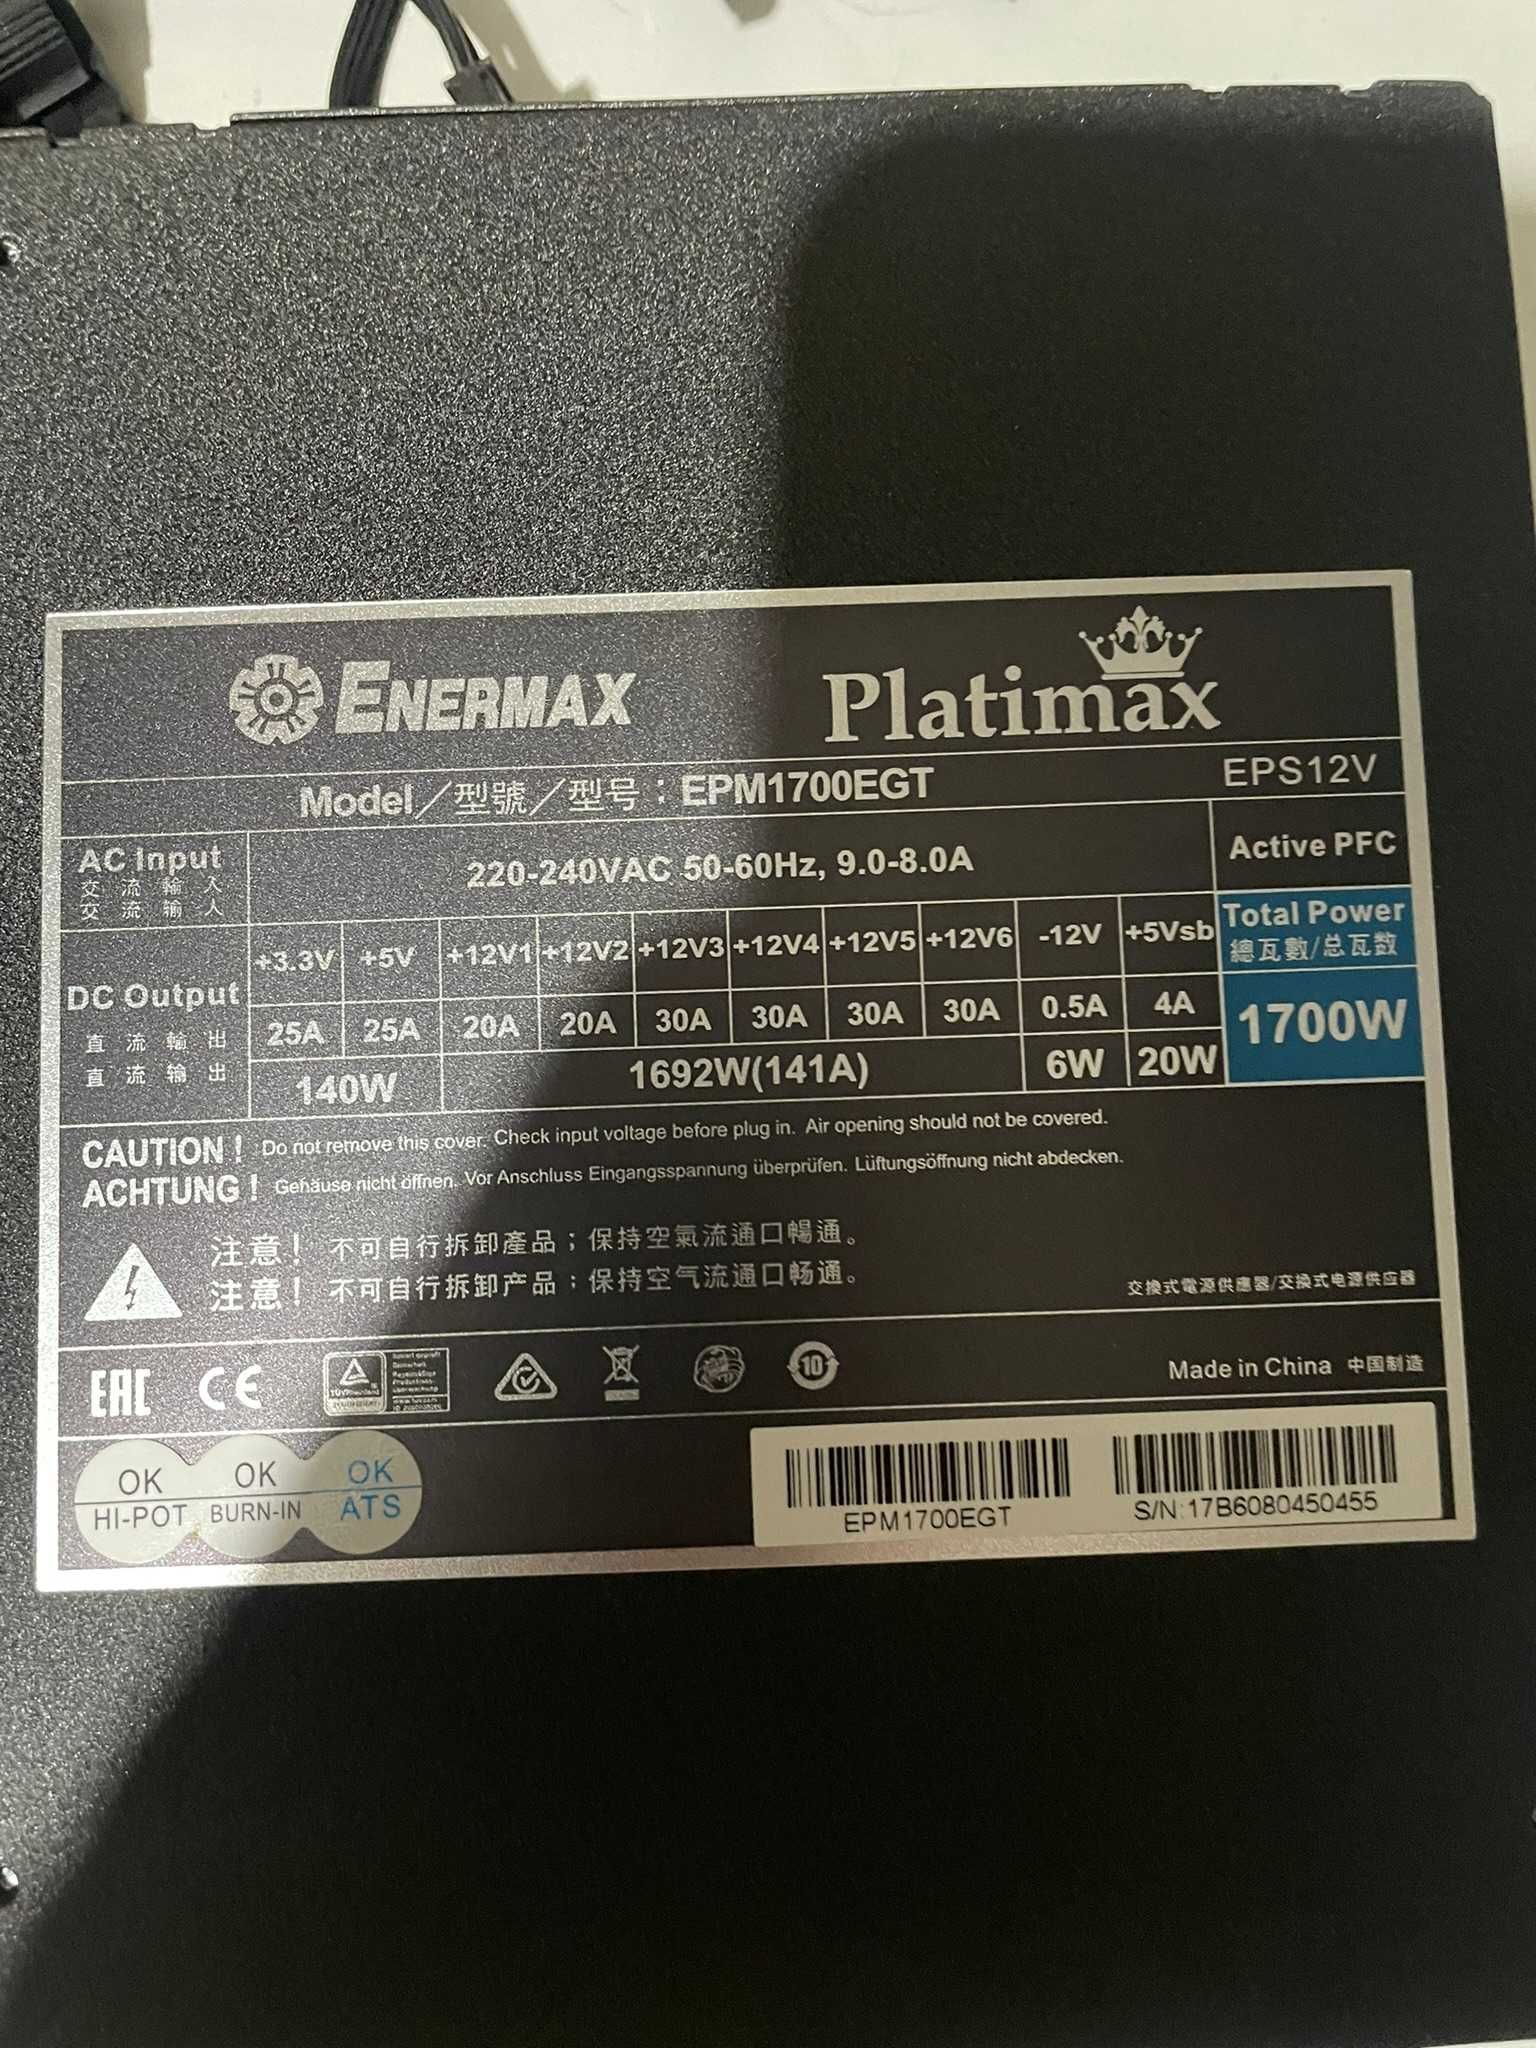 ENERMAX
Platimax
Model／型號／型号：EPM1700EGT
EPS12V
AC Input
交流輸入
交流输入
220-240VAC 50-60Hz, 9.0-8.0A
Active PFC
DC Output
直流輸出
直流输出
+3.3V +5V +12V1 +12V2 +12V3 +12V4 +12V5 +12V6 -12V +5Vsb
25A 25A 20A 20A 30A 30A 30A 30A 0.5A 4A
140W 1692W(141A) 6W 20W
Total Power
總瓦數/总瓦数
1700W
CAUTION! Do not remove this cover. Check input voltage before plug in. Air opening should not be covered.
ACHTUNG! Gehäuse nicht öffnen. Vor Anschluss Eingangsspannung überprüfen. Lüftungsöffnung nicht abdecken.
注意！不可自行拆卸產品；保持空氣流通口暢通。
注意！不可自行拆卸产品；保持空气流通口畅通。
交換式電源供應器/交换式电源供应器
EAC
CE
TÜVRheinland
10
Made in China 中国制造
OK
HI-POT
OK
BURN-IN
OK
ATS
EPM1700EGT
S/N:17B6080450455